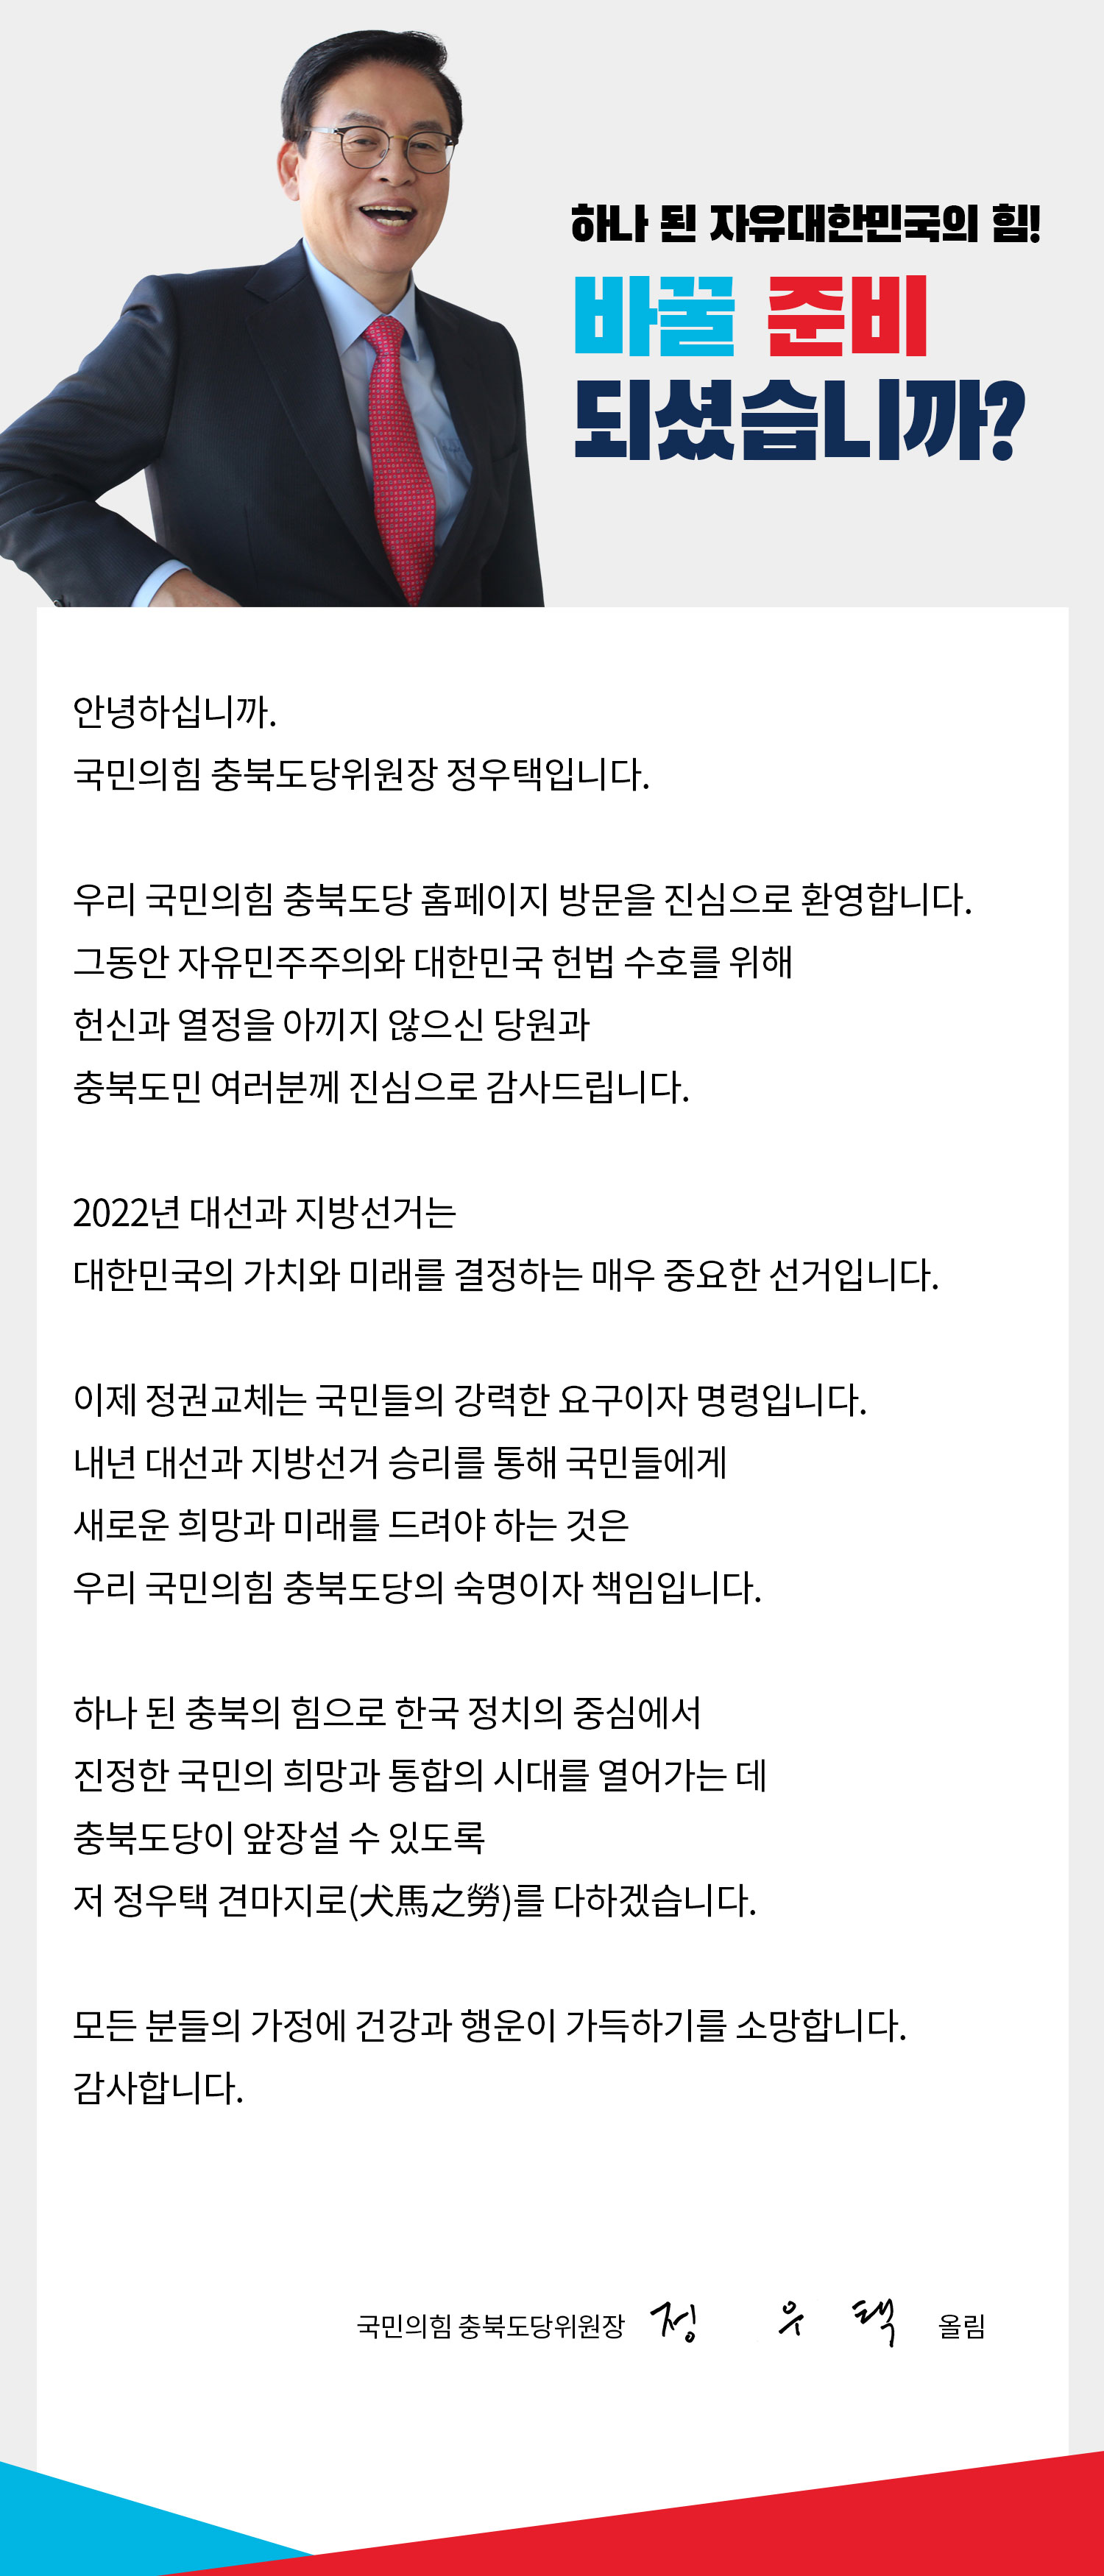 하나 된 자유대한민국의 힘!
바꿀 준비
되셨습니까?
안녕하십니까.
국민의힘 충북도당위원장 정우택입니다.
우리 국민의힘 충북도당 홈페이지 방문을 진심으로 환영합니다.
그동안 자유민주주의와 대한민국 헌법 수호를 위해
헌신과 열정을 아끼지 않으신 당원과
충북도민 여러분께 진심으로 감사드립니다.
2022년 대선과 지방선거는
대한민국의 가치와 미래를 결정하는 매우 중요한 선거입니다.
이제 정권교체는 국민들의 강력한 요구이자 명령입니다.
내년 대선과 지방선거 승리를 통해 국민들에게
새로운 희망과 미래를 드려야 하는 것은
우리 국민의힘 충북도당의 숙명이자 책임입니다.
하나 된 충북의 힘으로 한국 정치의 중심에서
진정한 국민의 희망과 통합의 시대를 열어가는 데
충북도당이 앞장설 수 있도록
저 정우택 견마지로(犬馬之勞)를 다하겠습니다.
모든 분들의 가정에 건강과 행운이 가득하기를 소망합니다.
감사합니다.
국민의힘 충북도당위원장 정 우 택 올림